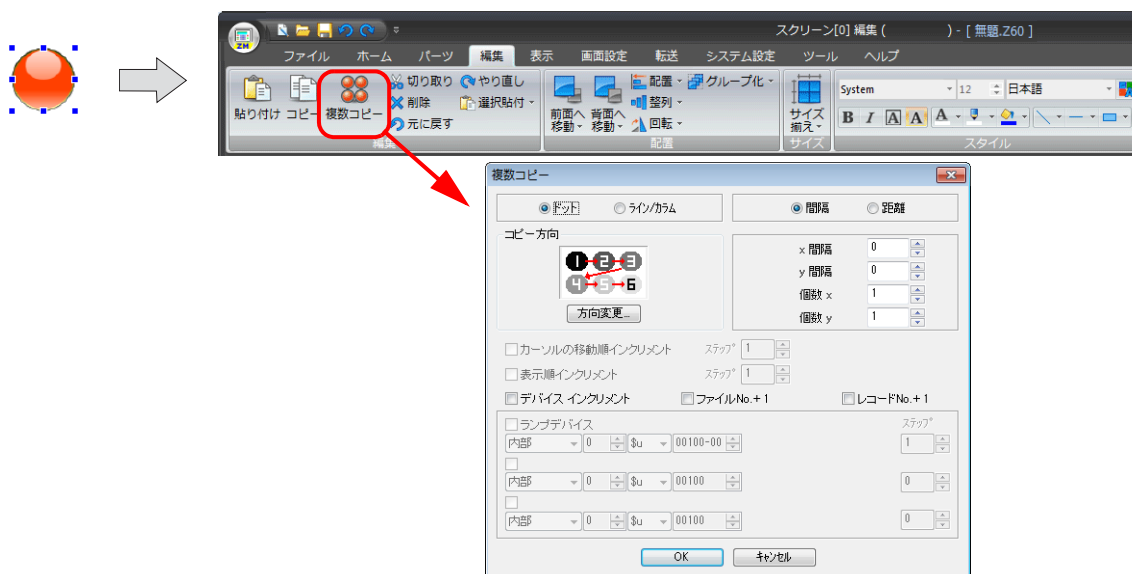 スクリーン[0] 編集 ( ) - [ 無題.Z60 ]
ZM
ファイル ホーム パーツ 編集 表示 画面設定 転送 システム設定 ツール ヘルプ
貼り付け コピー 複数コピー
切り取り やり直し
削除 選択貼付
元に戻す
編集
前面へ移動 背面へ移動
配置 グループ化
整列
回転
配置
サイズ揃え
サイズ
System 12 日本語
B I A A A
スタイル
複数コピー
ドット ライン/カラム 間隔 距離
コピー方向
1 2 3
4 5 6
方向変更...
x 間隔 0
y 間隔 0
個数 x 1
個数 y 1
カーソルの移動順インクリメント ステップ 1
表示順インクリメント ステップ 1
デバイス インクリメント ファイルNo.+1 レコードNo.+1
ランプデバイス ステップ
内部 0 $u 00100-00 1
内部 0 $u 00100 0
内部 0 $u 00100 0
OK キャンセル